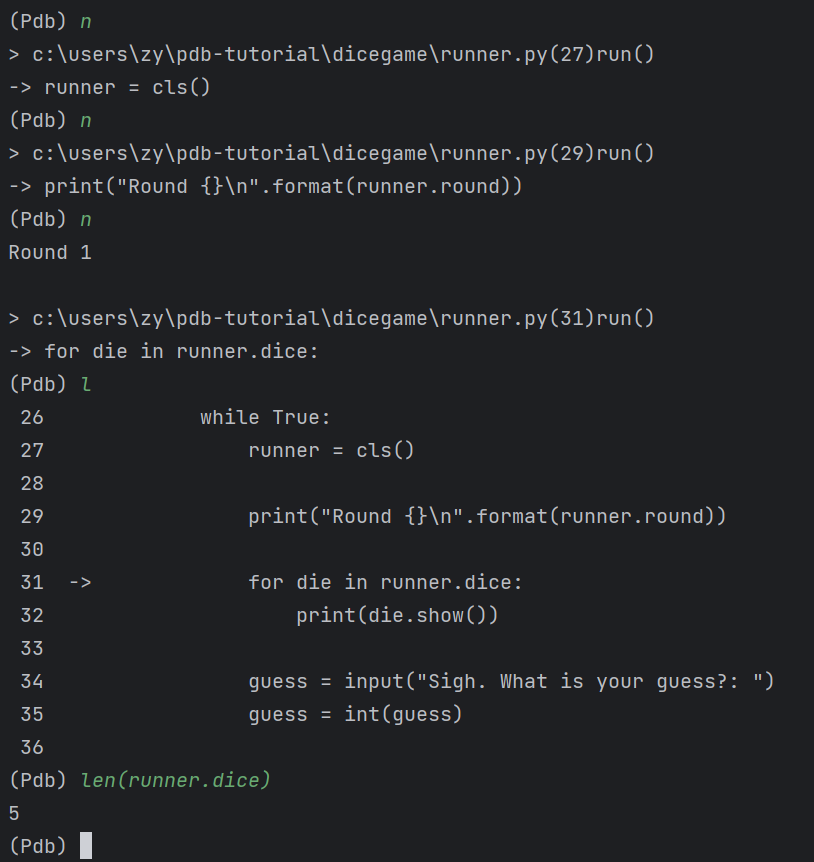 (Pdb) n
> c:\users\zy\pdb-tutorial\dicegame\runner.py(27)run()
-> runner = cls()
(Pdb) n
> c:\users\zy\pdb-tutorial\dicegame\runner.py(29)run()
-> print("Round {}\n".format(runner.round))
(Pdb) n
Round 1
> c:\users\zy\pdb-tutorial\dicegame\runner.py(31)run()
-> for die in runner.dice:
(Pdb) l
 26             while True:
 27                 runner = cls()
 28
 29                 print("Round {}\n".format(runner.round))
 30
 31  ->             for die in runner.dice:
 32                     print(die.show())
 33
 34                 guess = input("Sigh. What is your guess?: ")
 35                 guess = int(guess)
 36
(Pdb) len(runner.dice)
5
(Pdb)